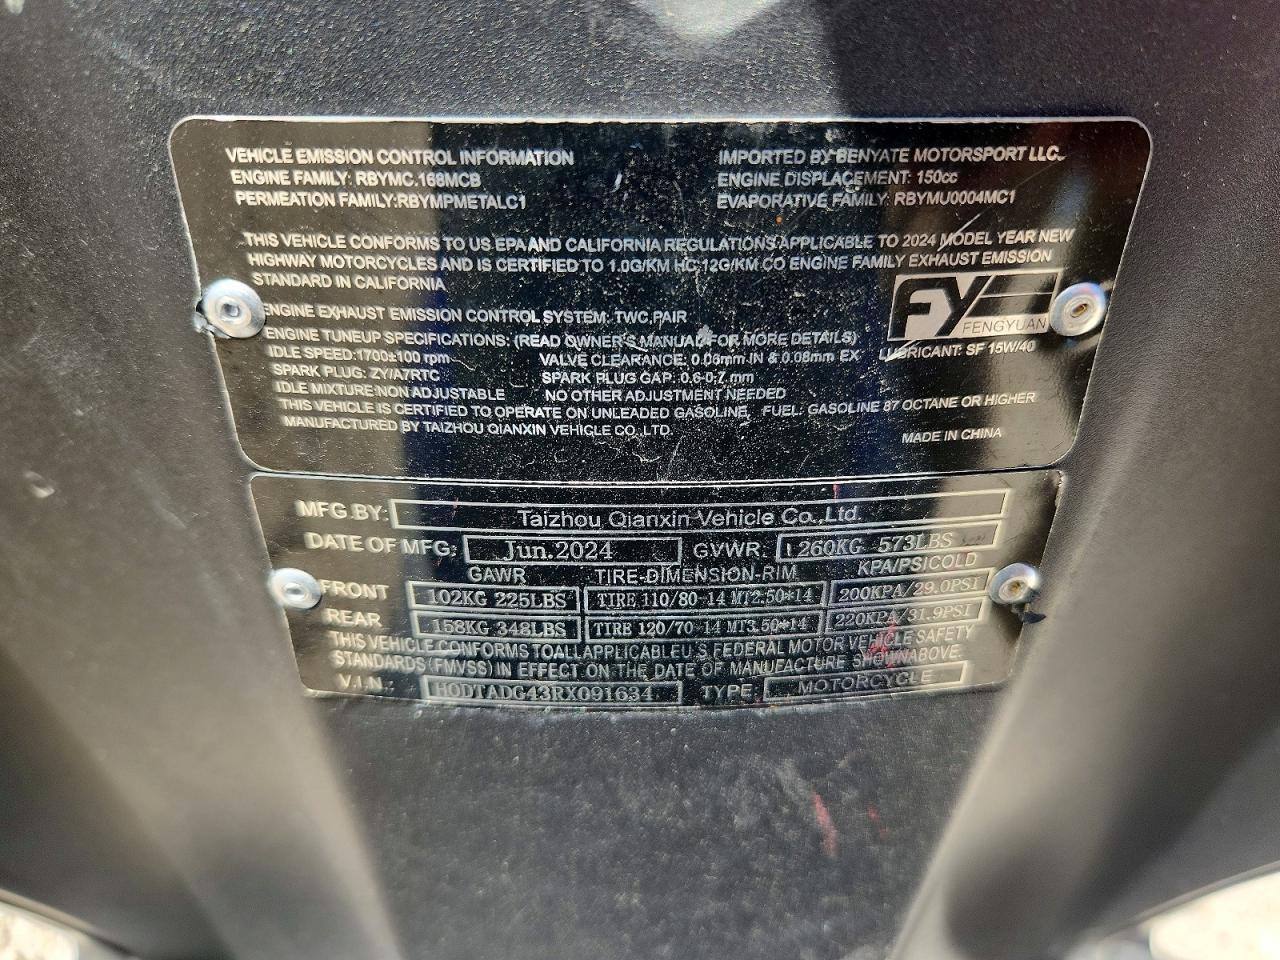 VEHICLE EMISSION CONTROL INFORMATION
IMPORTED BY BENYATE MOTORSPORT LLC.
ENGINE FAMILY: RBYMC.168MCB
ENGINE DISPLACEMENT: 150cc
PERMEATION FAMILY:RBYMPMETALC1
EVAPORATIVE FAMILY: RBYMU0004MC1
THIS VEHICLE CONFORMS TO US EPA AND CALIFORNIA REGULATIONS APPLICABLE TO 2024 MODEL YEAR NEW
HIGHWAY MOTORCYCLES AND IS CERTIFIED TO 1.0G/KM HC,12G/KM CO ENGINE FAMILY EXHAUST EMISSION
STANDARD IN CALIFORNIA
FY
FENGYUAN
ENGINE EXHAUST EMISSION CONTROL SYSTEM: TWC,PAIR
ENGINE TUNEUP SPECIFICATIONS: (READ OWNER'S MANUAL FOR MORE DETAILS)
IDLE SPEED:1700±100 rpm VALVE CLEARANCE: 0.06mm IN & 0.08mm EX LUBRICANT: SF 15W/40
SPARK PLUG: ZY/A7RTC SPARK PLUG GAP: 0.6-0.7 mm
IDLE MIXTURE:NON ADJUSTABLE NO OTHER ADJUSTMENT NEEDED
THIS VEHICLE IS CERTIFIED TO OPERATE ON UNLEADED GASOLINE, FUEL: GASOLINE 87 OCTANE OR HIGHER
MANUFACTURED BY TAIZHOU QIANXIN VEHICLE CO.,LTD.
MADE IN CHINA
MFG.BY: Taizhou Qianxin Vehicle Co.,Ltd.
DATE OF MFG: Jun.2024 GVWR 260KG 573LBS
GAWR TIRE-DIMENSION-RIM KPA/PSICOLD
FRONT 102KG 225LBS TIRE 110/80-14 MT2.50*14 200KPA/29.0PSI
REAR 158KG 348LBS TIRE 120/70-14 MT3.50*14 220KPA/31.9PSI
THIS VEHICLE CONFORMS TOALLAPPLICABLEU S FEDERAL MOTOR VEHICLE SAFETY
STANDARDS (FMVSS) IN EFFECT ON THE DATE OF MANUFACTURE SHOWNABOVE.
V.I.N.: H0DTADG43RX091634 TYPE MOTORCYCLE